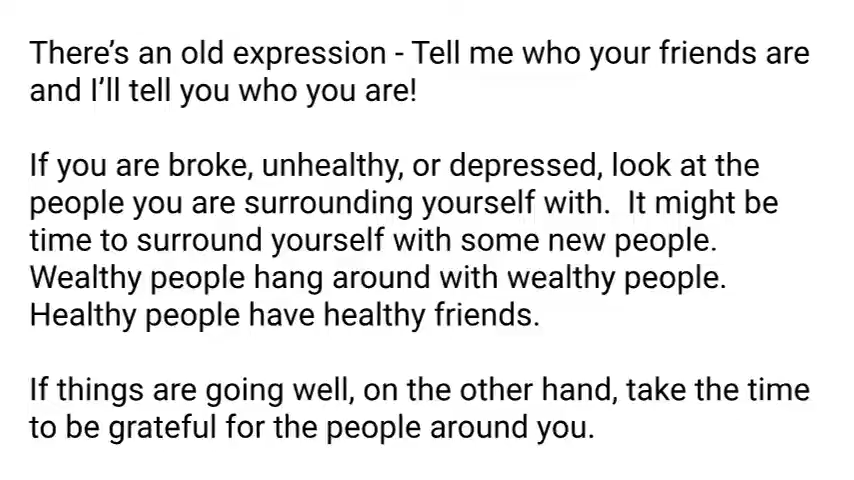 There’s an old expression - Tell me who your friends are
and I’ll tell you who you are!
If you are broke, unhealthy, or depressed, look at the
people you are surrounding yourself with.  It might be
time to surround yourself with some new people.
Wealthy people hang around with wealthy people.
Healthy people have healthy friends.
If things are going well, on the other hand, take the time
to be grateful for the people around you.